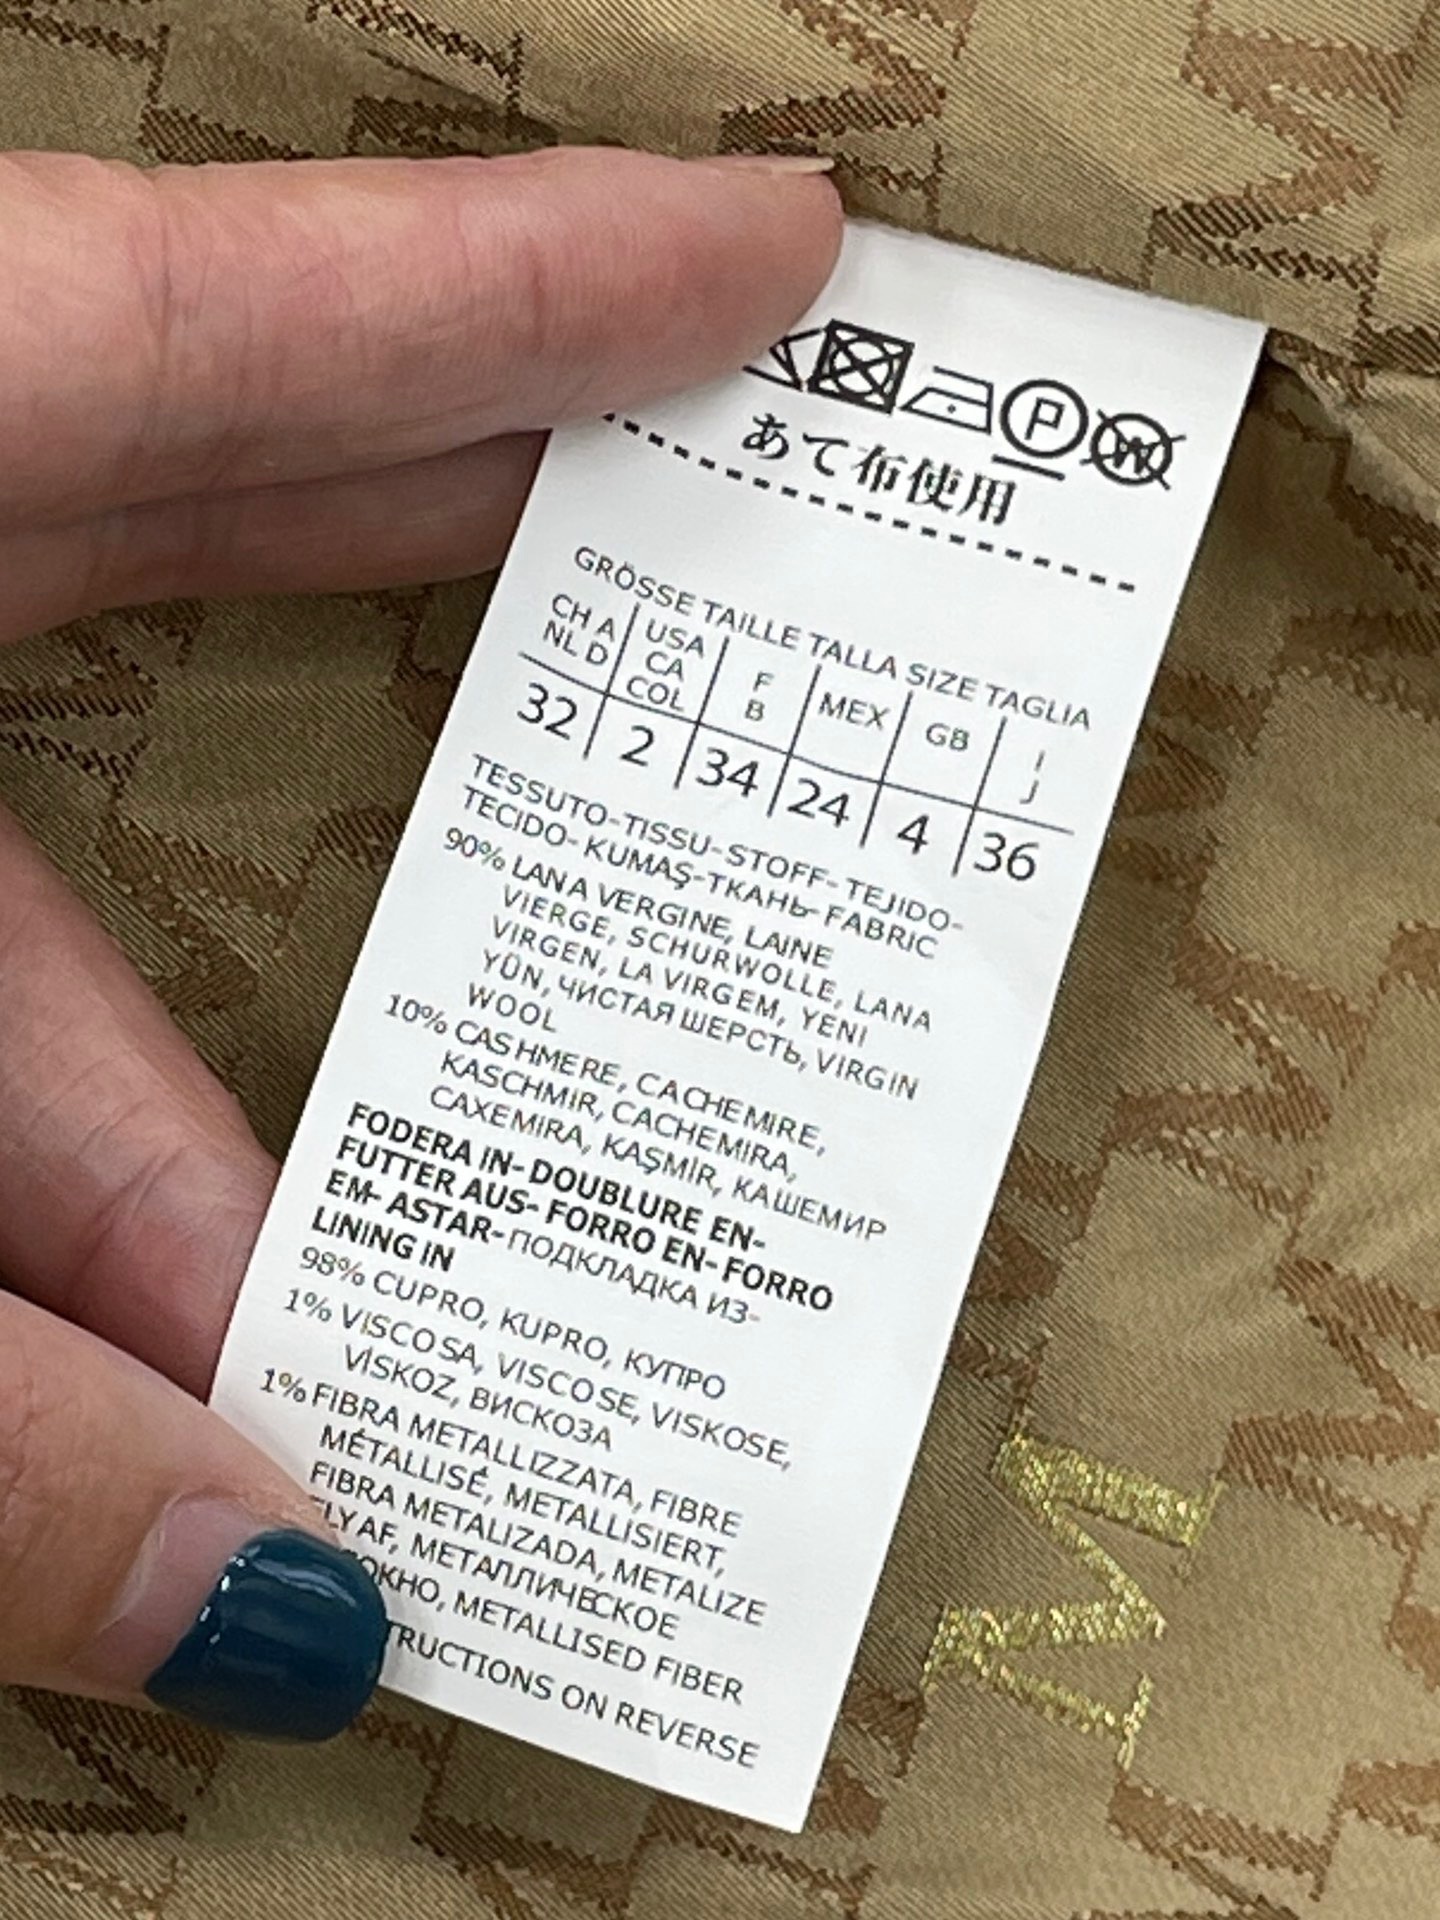 P W
あて布使用
GRÖSSE TAILLE TALLA SIZE TAGLIA
CH A NL D USA CA COL F B MEX GB I J
32 2 34 24 4 36
TESSUTO-TISSU-STOFF-TEJIDO-
TECIDO-KUMAŞ-ТКАНЬ-FABRIC
90% LANA VERGINE, LAINE
VIERGE, SCHURWOLLE, LANA
VIRGEN, LA VIRGEM, YENI
YÜN, ЧИСТАЯ ШЕРСТЬ, VIRGIN
WOOL
10% CASHMERE, CACHEMIRE,
KASCHMIR, CACHEMIRA,
CAXEMIRA, KAŞMIR, КАШЕМИР
FODERA IN-DOUBLURE EN-
FUTTER AUS-FORRO EN-FORRO
EM-ASTAR-ПОДКЛАДКА ИЗ-
LINING IN
98% CUPRO, KUPRO, КУПРО
1% VISCOSA, VISCOSE, VISKOSE,
VİSKOZ, ВИСКОЗА
1% FIBRA METALLIZZATA, FIBRE
MÉTALLISÉ, METALLISIERT,
FIBRA METALIZADA, METALIZE
МЕТАЛЛИЧЕСКОЕ
METALLISED FIBER
ON REVERSE
M